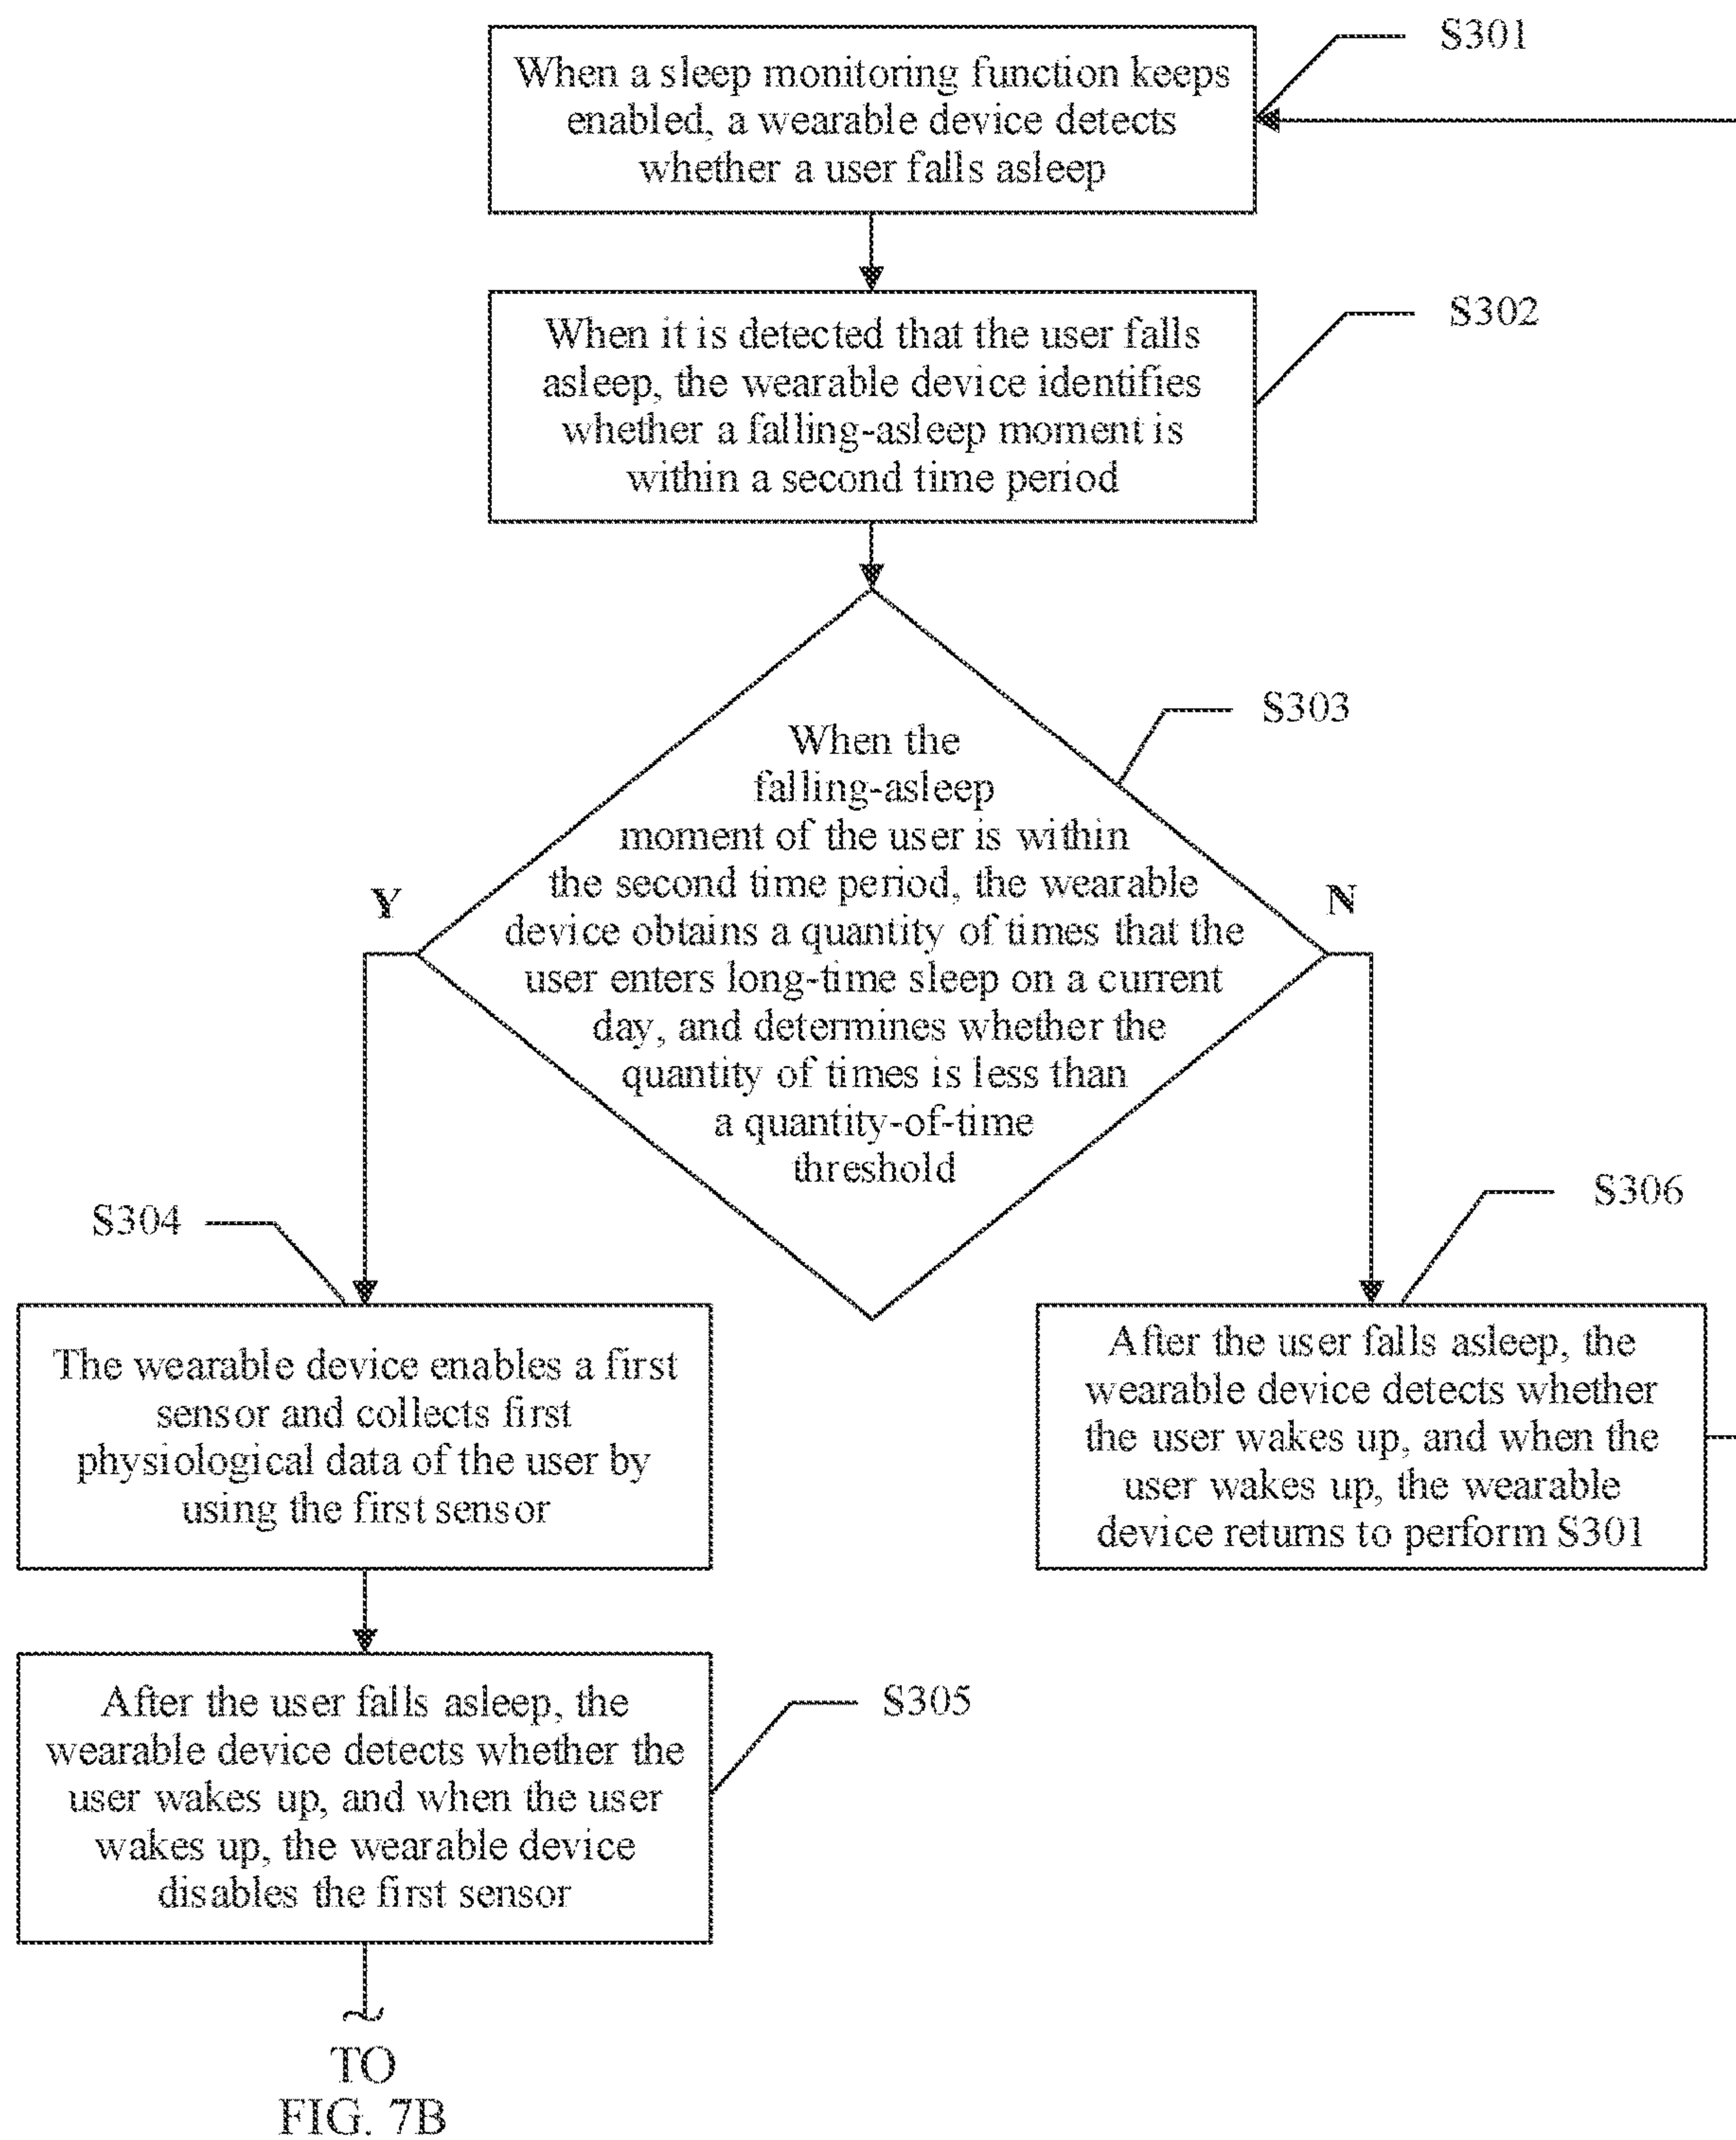 S301
When a sleep monitoring function keeps
enabled, a wearable device detects
whether a user falls asleep
S302
When it is detected that the user falls
asleep, the wearable device identifies
whether a falling-asleep moment is
within a second time period
S303
When the
falling-asleep
moment of the user is within
the second time period, the wearable
device obtains a quantity of times that the
user enters long-time sleep on a current
day, and determines whether the
quantity of times is less than
a quantity-of-time
threshold
Y
N
S304
The wearable device enables a first
sensor and collects first
physiological data of the user by
using the first sensor
S306
After the user falls asleep, the
wearable device detects whether
the user wakes up, and when the
user wakes up, the wearable
device returns to perform S301
After the user falls asleep, the
wearable device detects whether the
user wakes up, and when the user
wakes up, the wearable device
disables the first sensor
S305
TO
FIG. 7B